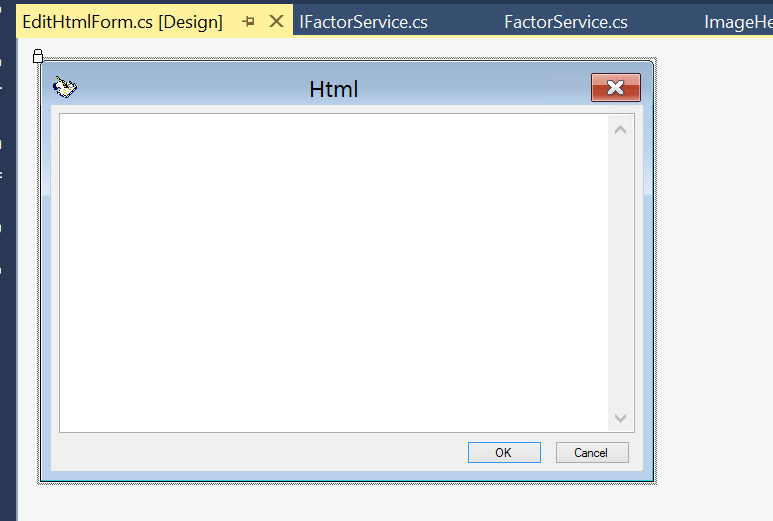 EditHtmlForm.cs [Design] IFactorService.cs FactorService.cs ImageHe
Html
OK Cancel